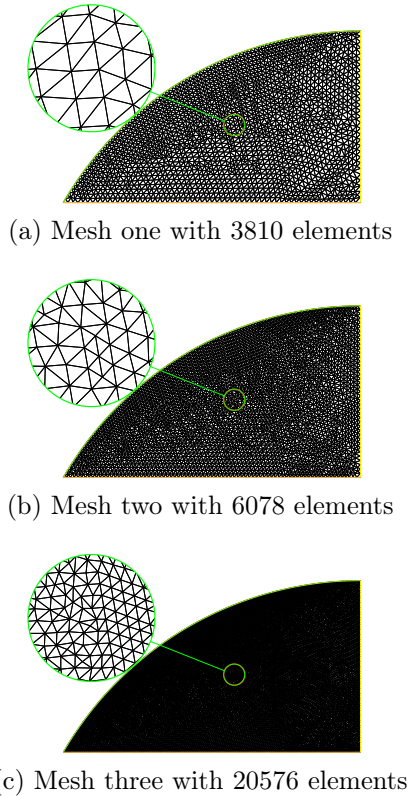 (a) Mesh one with 3810 elements
(b) Mesh two with 6078 elements
(c) Mesh three with 20576 elements